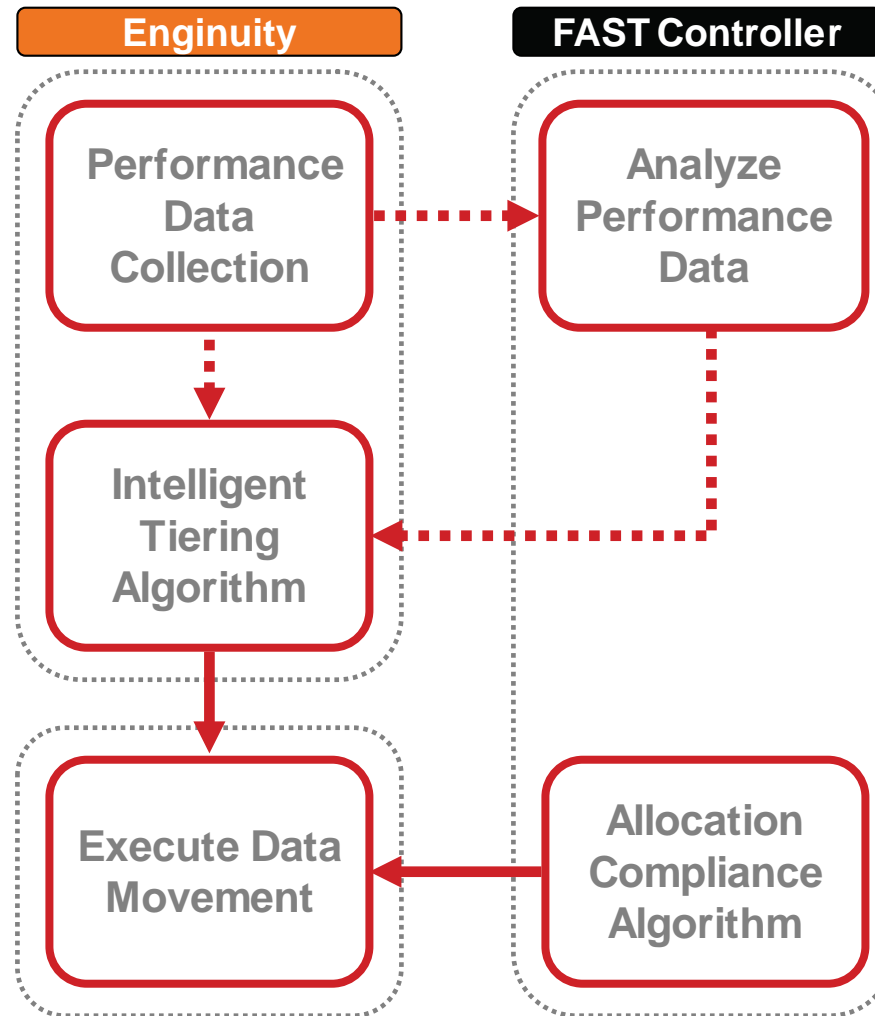 Enginuity
FAST Controller
Performance
Data
Collection
Analyze
Performance
Data
Intelligent
Tiering
Algorithm
Execute Data
Movement
Allocation
Compliance
Algorithm